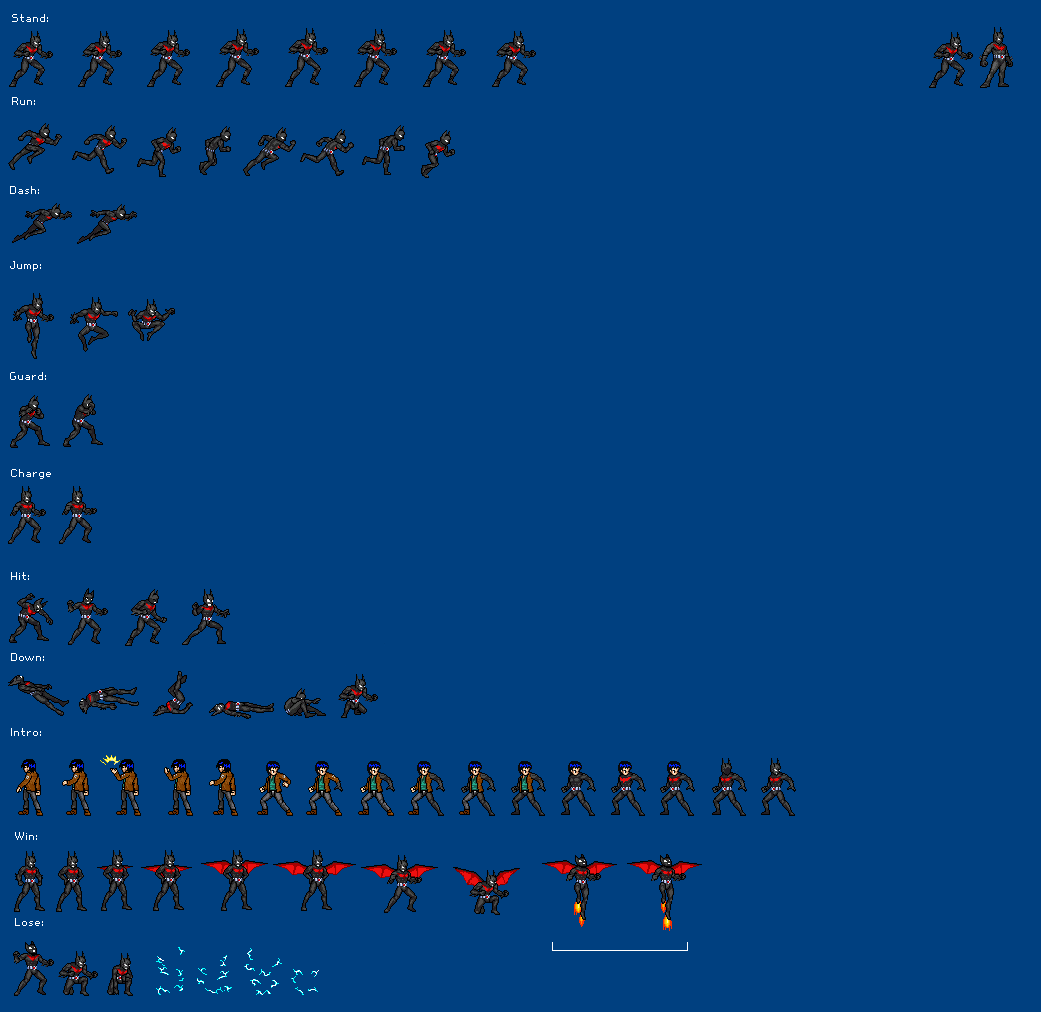 Stand:
Run:
Dash:
Jump:
Guard:
Charge
Hit:
Down:
Intro:
Win:
Lose: